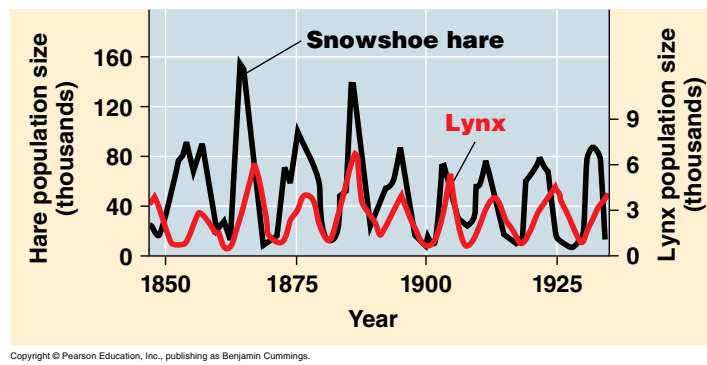 Hare population size
(thousands)
160
120
80
40
0
Snowshoe hare
Lynx
9
6
3
0
Lynx population size
(thousands)
1850
1875
1900
1925
Year
Copyright © Pearson Education, Inc., publishing as Benjamin Cummings.